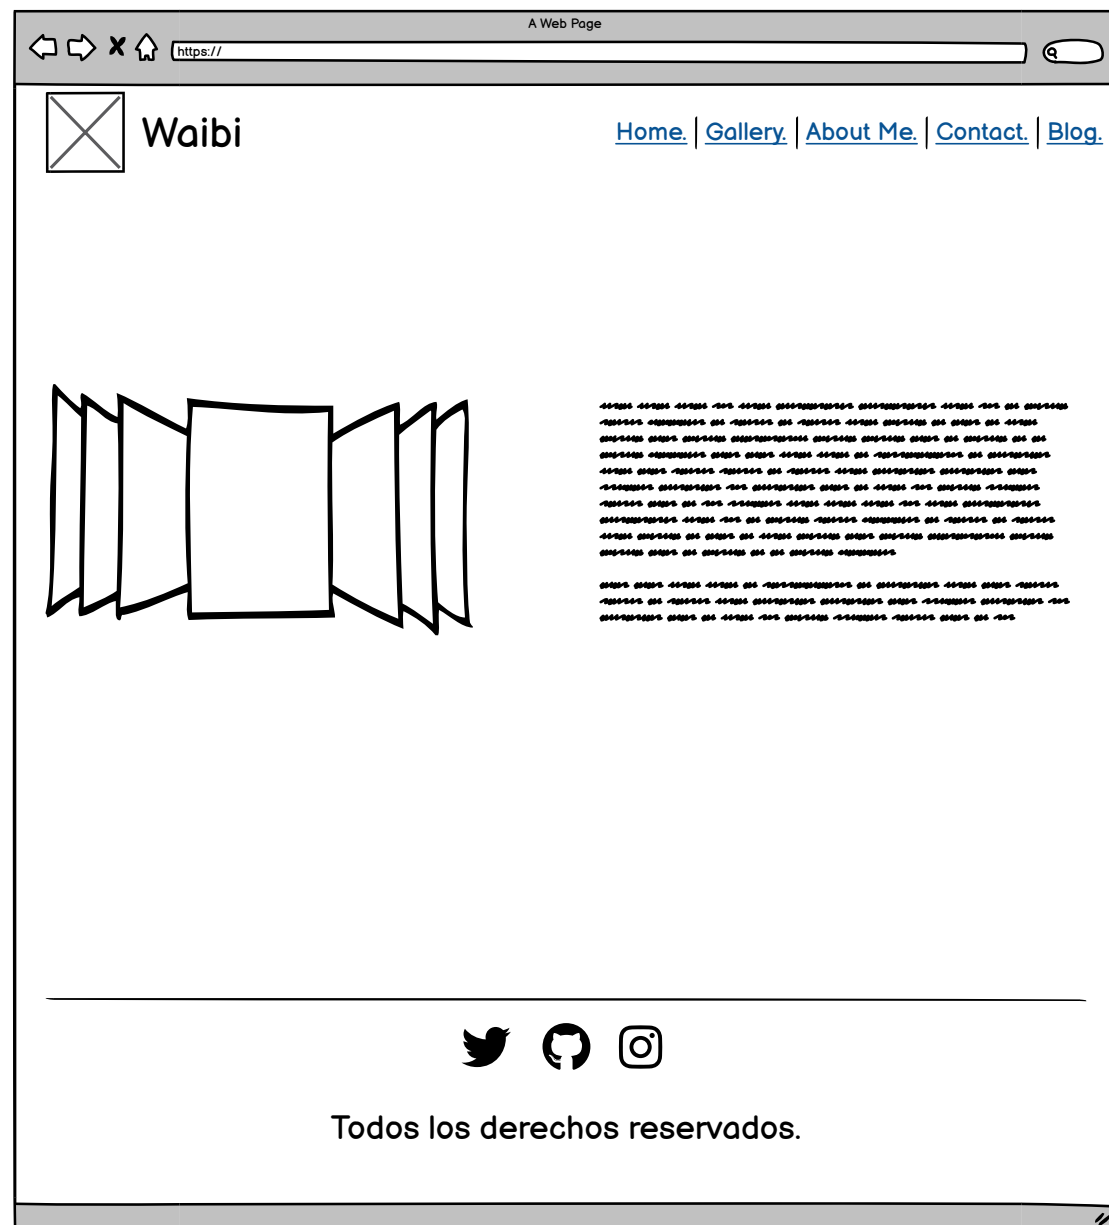 A Web Page
https://
Waibi
Home. | Gallery. | About Me. | Contact. | Blog.
Todos los derechos reservados.